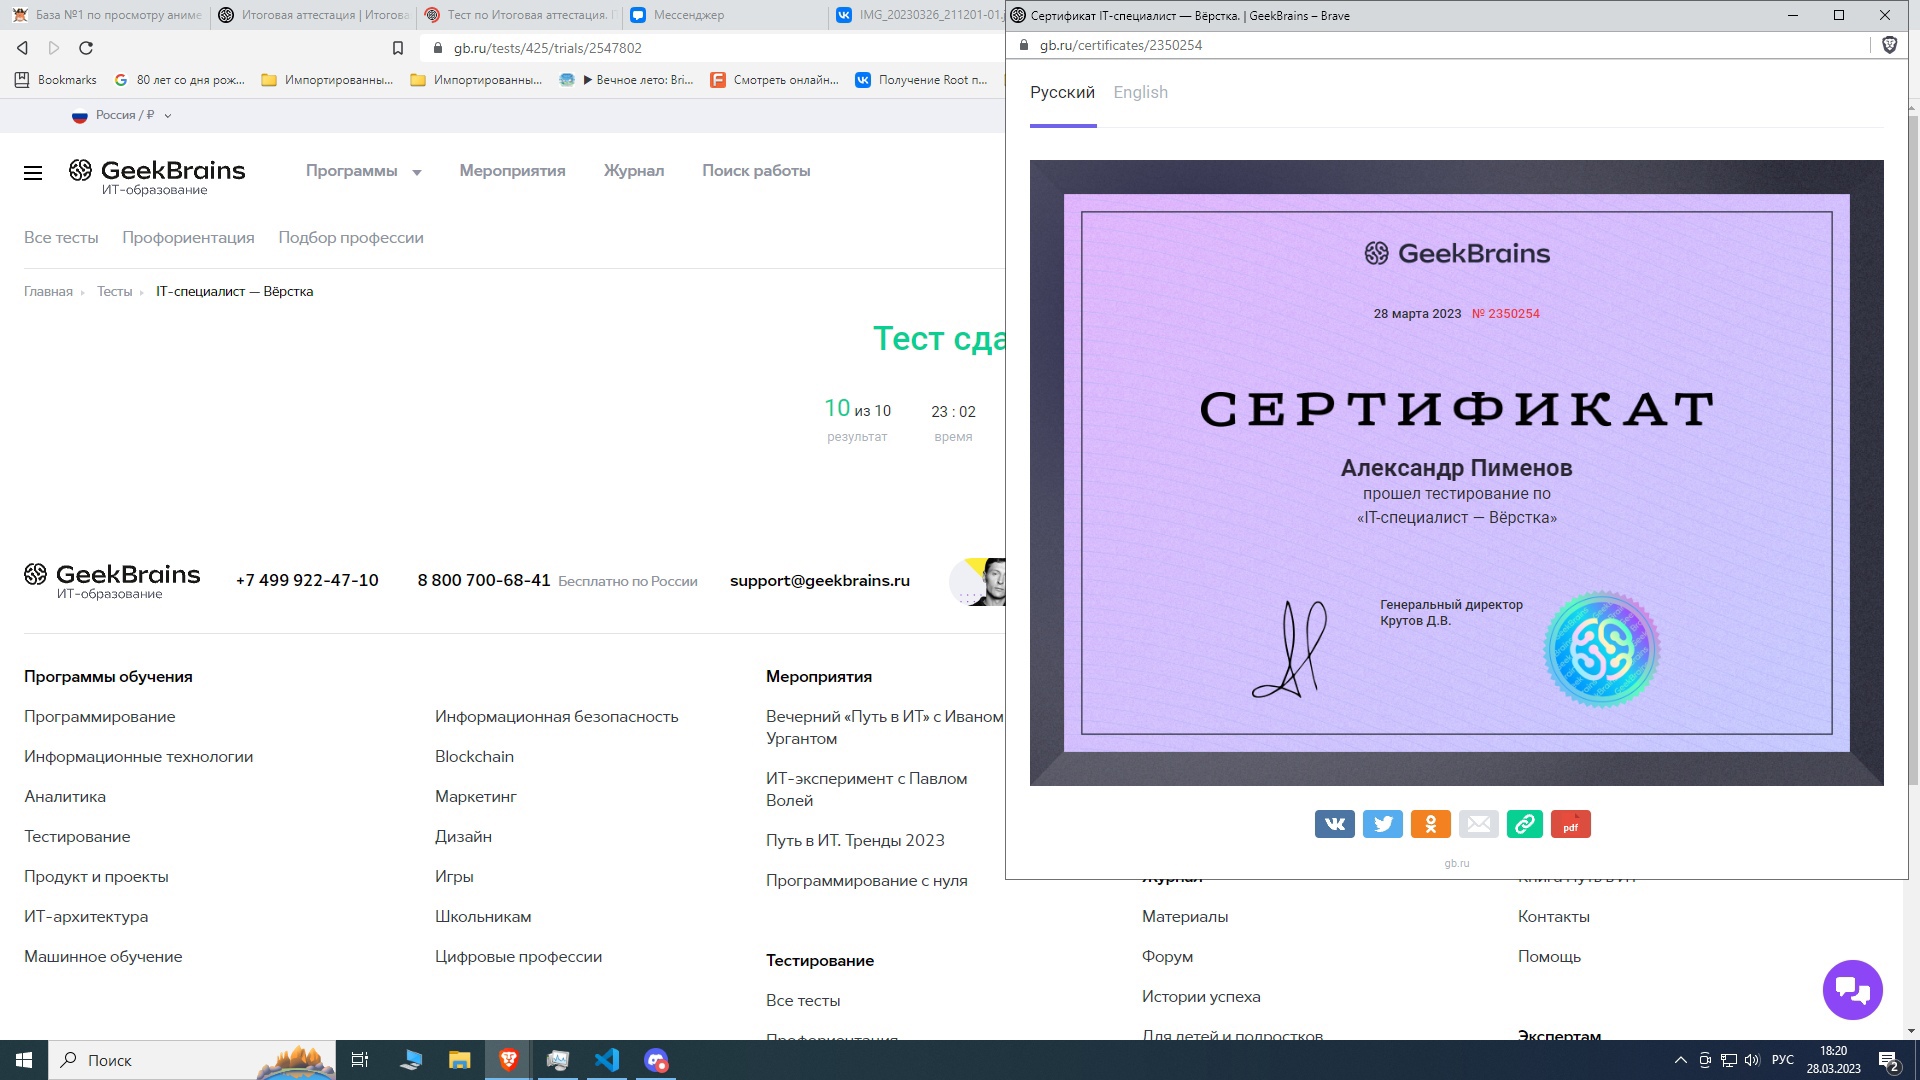 База №1 по просмотру аниме
Итоговая аттестация | Итогова
Тест по Итоговая аттестация.
Мессенджер
IMG_20230326_211201-01.j
gb.ru/tests/425/trials/2547802
Bookmarks
80 лет со дня рож...
Импортированны...
Импортированны...
▶ Вечное лето: Bri...
Смотреть онлайн...
Получение Root п...
Россия / ₽
GeekBrains
ИТ-образование
Программы
Мероприятия
Журнал
Поиск работы
Все тесты
Профориентация
Подбор профессии
Главная
Тесты
IT-специалист — Вёрстка
Тест сда
10 из 10
результат
23 : 02
время
GeekBrains
ИТ-образование
+7 499 922-47-10
8 800 700-68-41 Бесплатно по России
support@geekbrains.ru
Программы обучения
Программирование
Информационные технологии
Аналитика
Тестирование
Продукт и проекты
ИТ-архитектура
Машинное обучение
Информационная безопасность
Blockchain
Маркетинг
Дизайн
Игры
Школьникам
Цифровые профессии
Мероприятия
Вечерний «Путь в ИТ» с Иваном
Ургантом
ИТ-эксперимент с Павлом
Волей
Путь в ИТ. Тренды 2023
Программирование с нуля
Тестирование
Все тесты
Профориентация
Журнал
Материалы
Форум
Истории успеха
Для детей и подростков
Контакты
Помощь
Экспертам
Сертификат IT-специалист — Вёрстка. | GeekBrains – Brave
gb.ru/certificates/2350254
Русский
English
GeekBrains
28 марта 2023 № 2350254
СЕРТИФИКАТ
Александр Пименов
прошел тестирование по
«IT-специалист — Вёрстка»
Генеральный директор
Крутов Д.В.
pdf
gb.ru
Поиск
РУС
18:20
28.03.2023
2